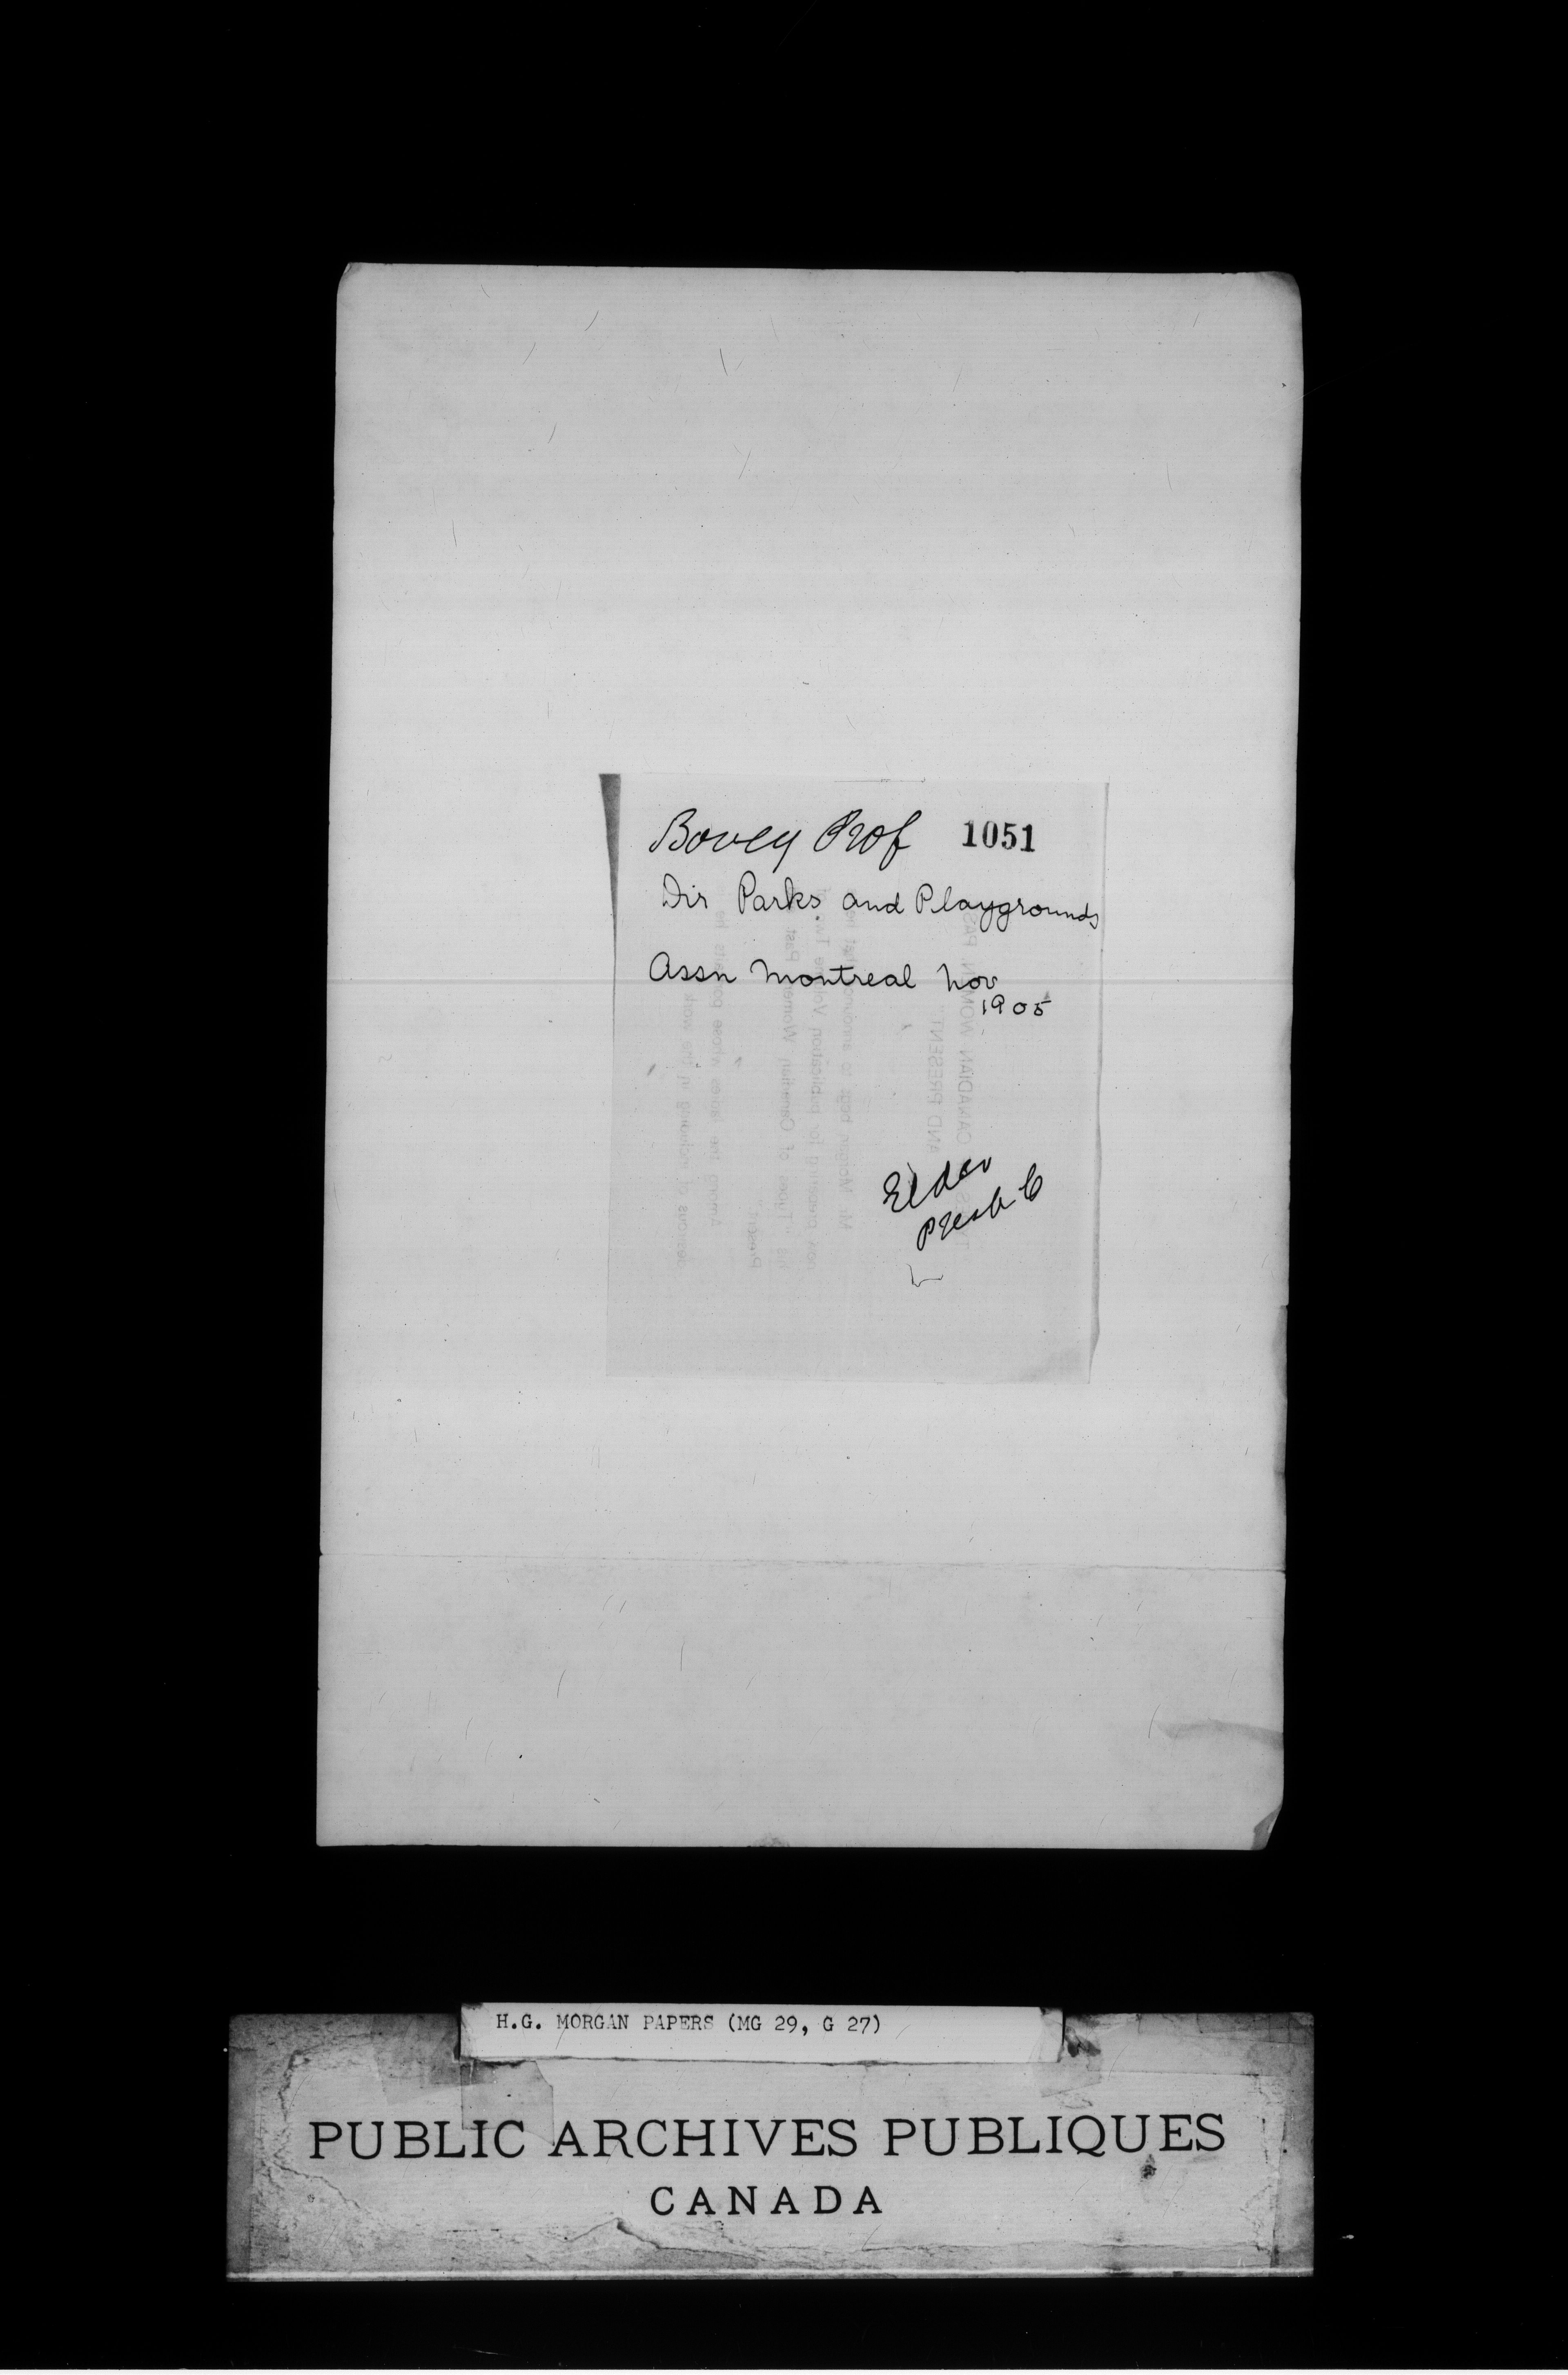 Bovey Prof 1051
Dir Parks and Playgrounds
Assn Montreal Nov
1905
Elder
Presb C
H.G. MORGAN PAPERS (MG 29, G 27)
PUBLIC ARCHIVES PUBLIQUES
CANADA